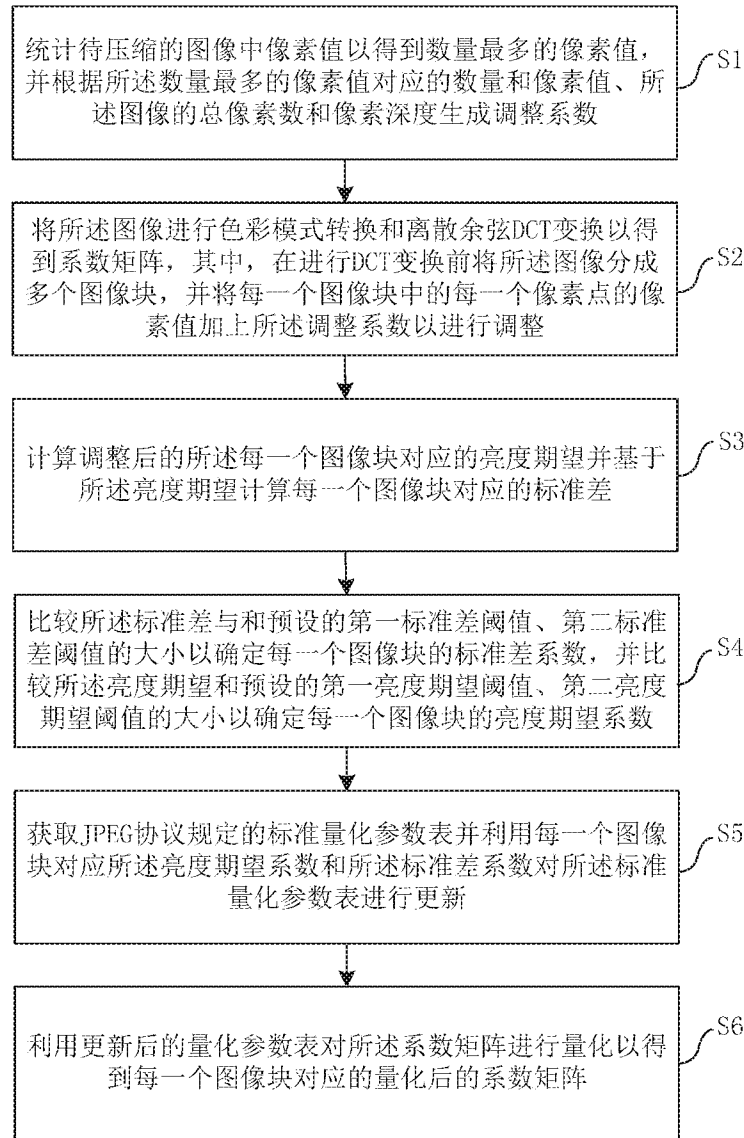 统计待压缩的图像中像素值以得到数量最多的像素值，
并根据所述数量最多的像素值对应的数量和像素值、所
述图像的总像素数和像素深度生成调整系数
S1
将所述图像进行色彩模式转换和离散余弦DCT变换以得
到系数矩阵，其中，在进行DCT变换前将所述图像分成
多个图像块，并将每一个图像块中的每一个像素点的像
素值加上所述调整系数以进行调整
S2
计算调整后的所述每一个图像块对应的亮度期望并基于
所述亮度期望计算每一个图像块对应的标准差
S3
比较所述标准差与和预设的第一标准差阈值、第二标准
差阈值的大小以确定每一个图像块的标准差系数，并比
较所述亮度期望和预设的第一亮度期望阈值、第二亮度
期望阈值的大小以确定每一个图像块的亮度期望系数
S4
获取JPEG协议规定的标准量化参数表并利用每一个图像
块对应所述亮度期望系数和所述标准差系数对所述标准
量化参数表进行更新
S5
利用更新后的量化参数表对所述系数矩阵进行量化以得
到每一个图像块对应的量化后的系数矩阵
S6